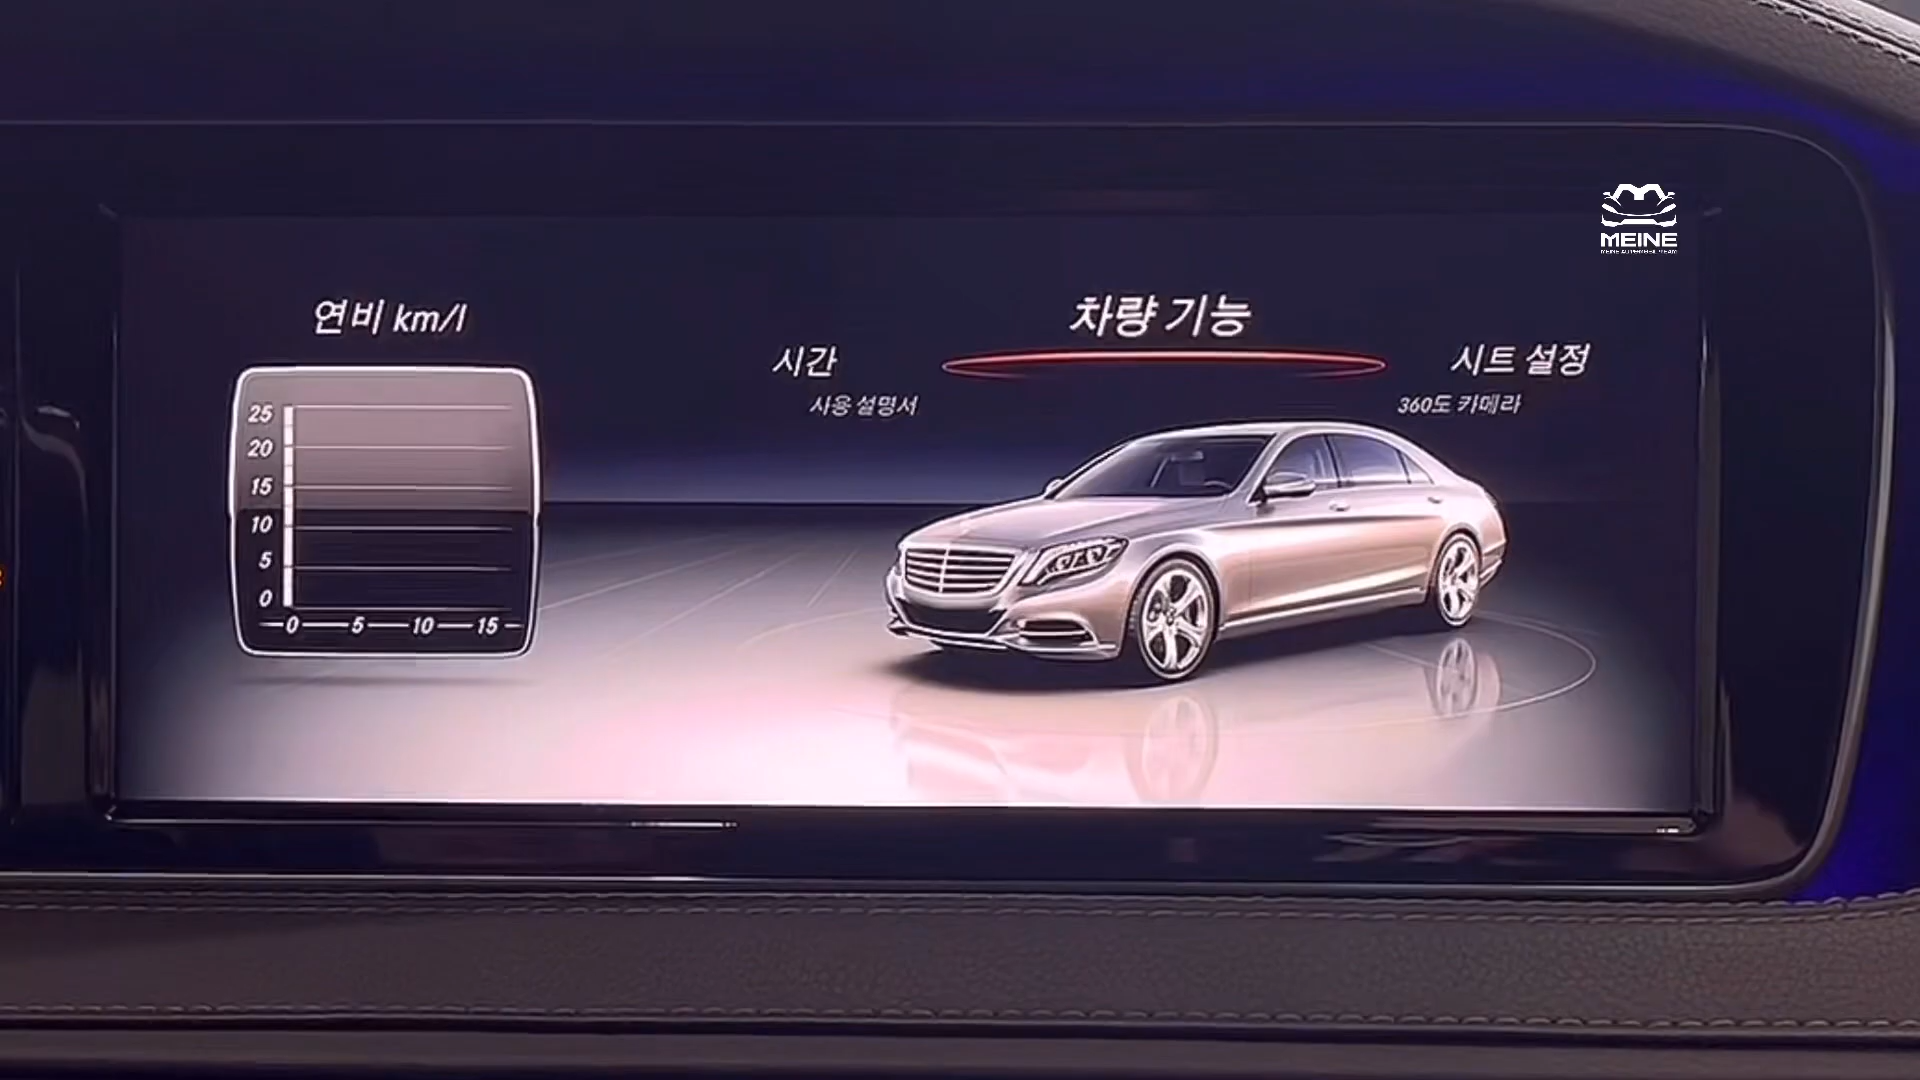 MEINE
연비 km/l
차량 기능
시간
시트 설정
사용 설명서
360도 카메라
25
20
15
10
5
0
0 5 10 15